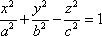 x²/a² + y²/b² − z²/c² = 1